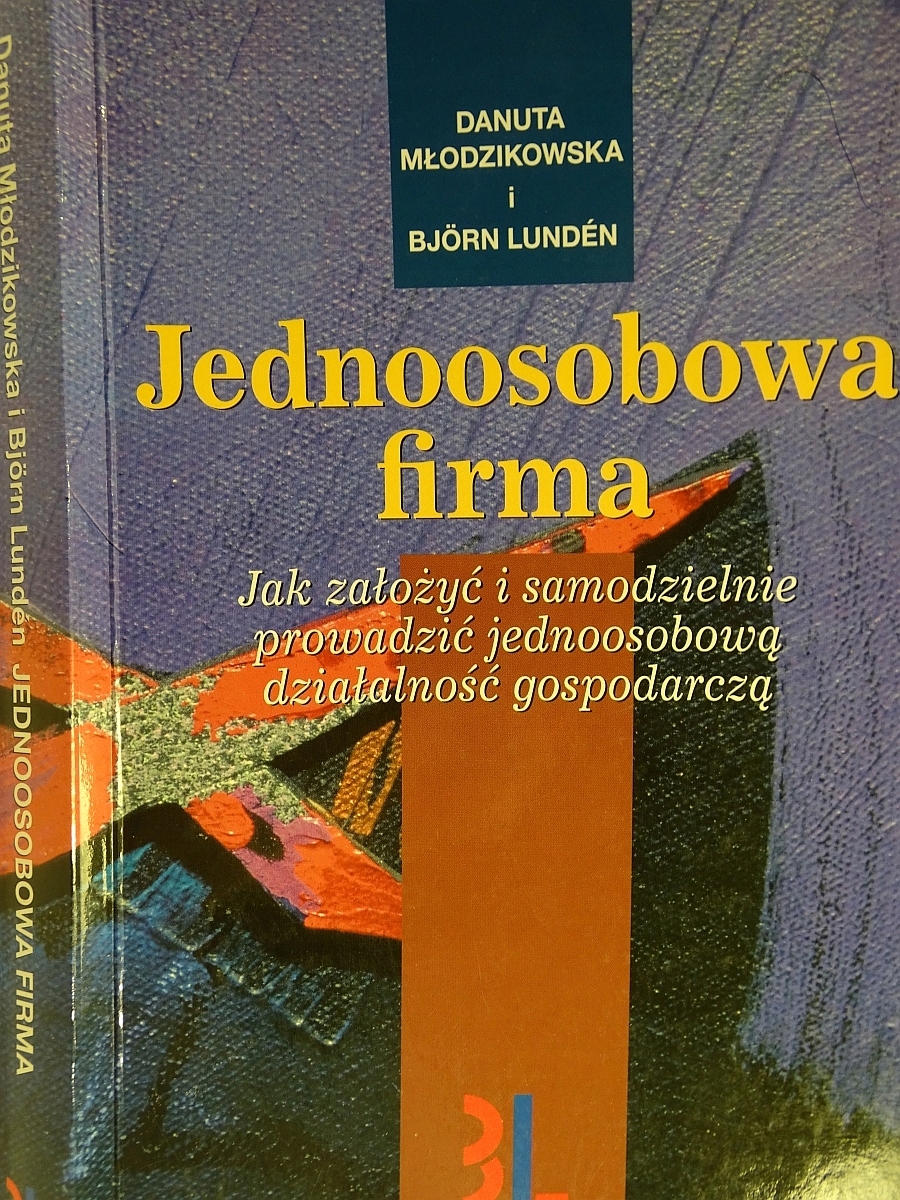 DANUTA
MŁODZIKOWSKA
i
BJÖRN LUNDÉN
Jednoosobowa
firma
Jak założyć i samodzielnie
prowadzić jednoosobową
działalność gospodarczą
Danuta Młodzikowska i Björn Lundén JEDNOOSOBOWA FIRMA